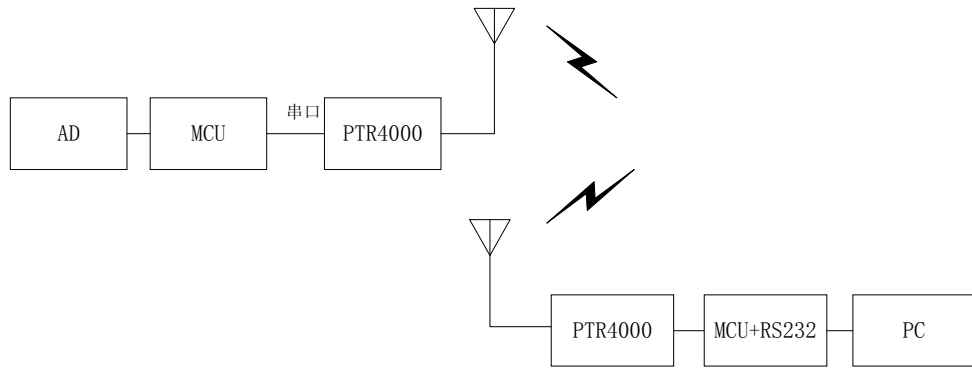 串口
AD
MCU
PTR4000
PTR4000
MCU+RS232
PC